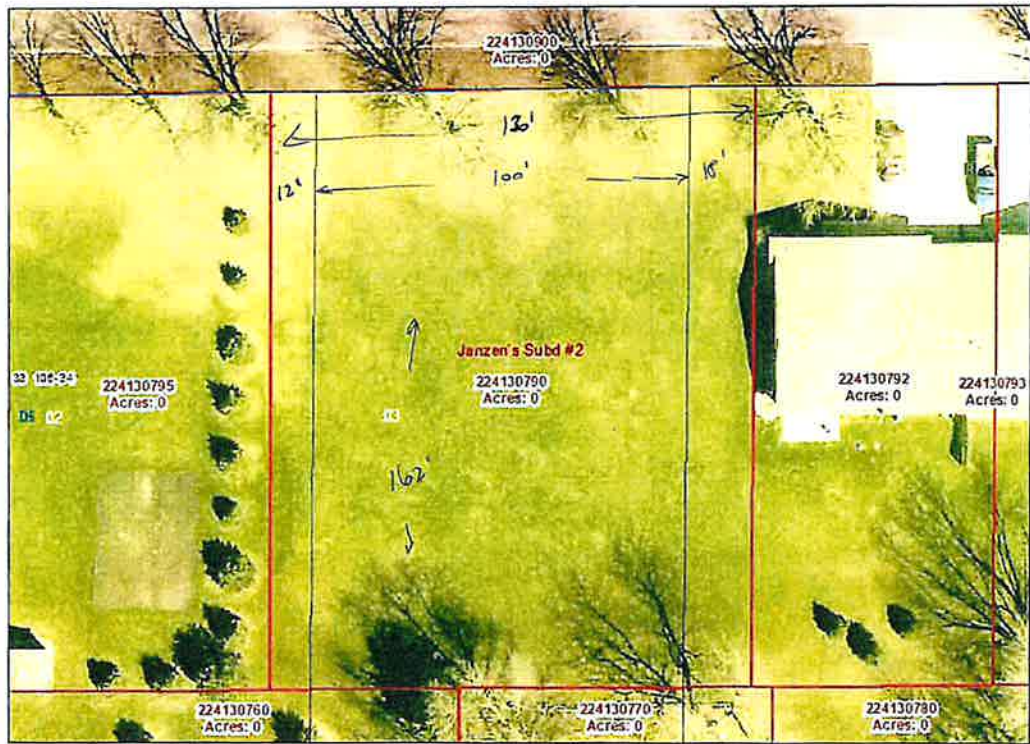 224130900
Acres: 0
130'
12'
100'
18'
Janzen's Subd #2
224130790
Acres: 0
224130795
Acres: 0
224130792
Acres: 0
224130793
Acres: 0
162'
224130760
Acres: 0
224130770
Acres: 0
224130780
Acres: 0